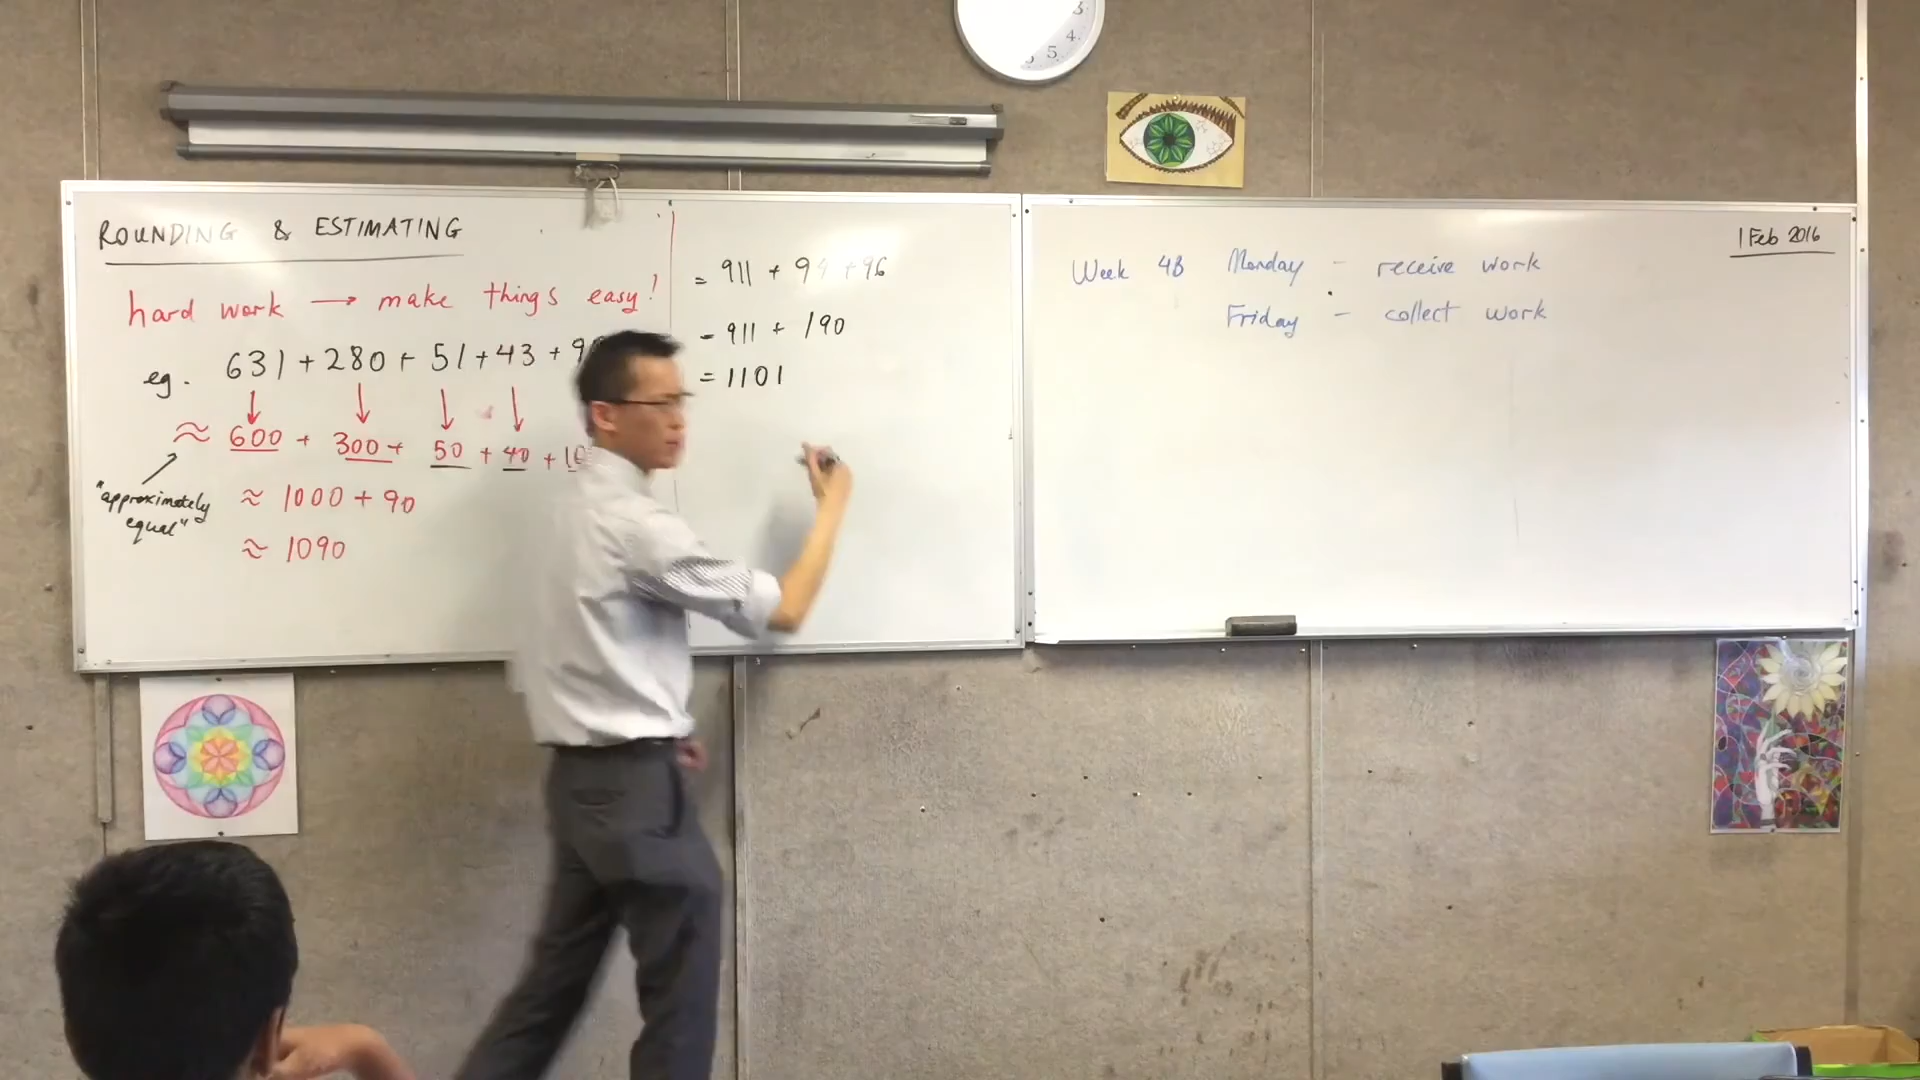 ROUNDING & ESTIMATING
hard work → make things easy!
eg. 631 + 280 + 51 + 43 + 9
≈ 600 + 300 + 50 + 40 + 10
"approximately
equal"
≈ 1000 + 90
≈ 1090
= 911 + 94 + 96
= 911 + 190
= 1101
Week 4B Monday - receive work
Friday - collect work
1 Feb 2016
4
5